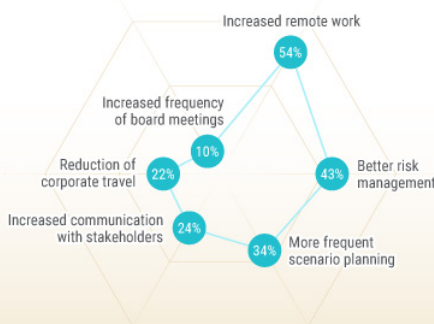 Increased remote work
54%
Increased frequency
of board meetings
10%
Reduction of
corporate travel
22%
43%
Better risk
management
Increased communication
with stakeholders
24%
34%
More frequent
scenario planning